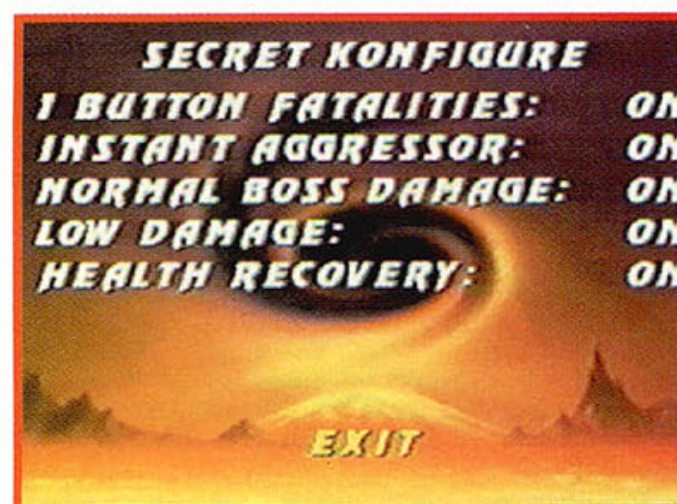 SECRET KONFIGURE
1 BUTTON FATALITIES: ON
INSTANT AGGRESSOR: ON
NORMAL BOSS DAMAGE: ON
LOW DAMAGE: ON
HEALTH RECOVERY: ON
EXIT